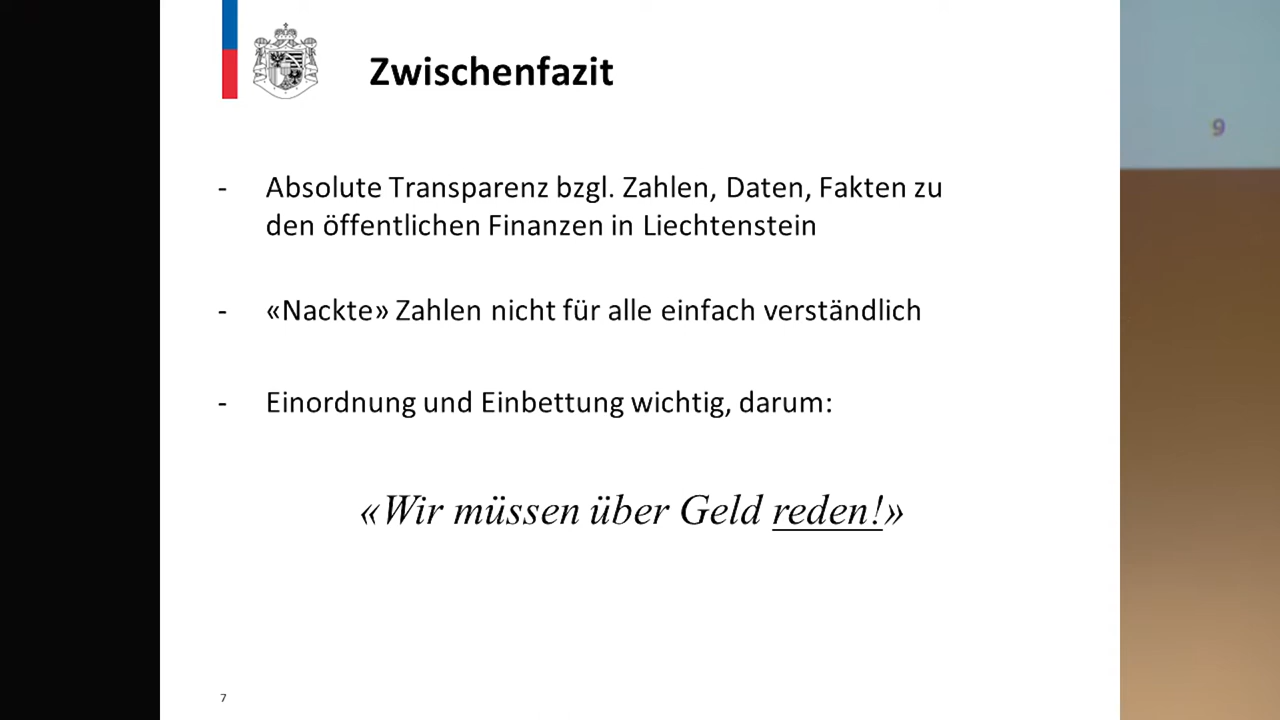 Zwischenfazit
- Absolute Transparenz bzgl. Zahlen, Daten, Fakten zu
den öffentlichen Finanzen in Liechtenstein
- «Nackte» Zahlen nicht für alle einfach verständlich
- Einordnung und Einbettung wichtig, darum:
«Wir müssen über Geld reden!»
7
9